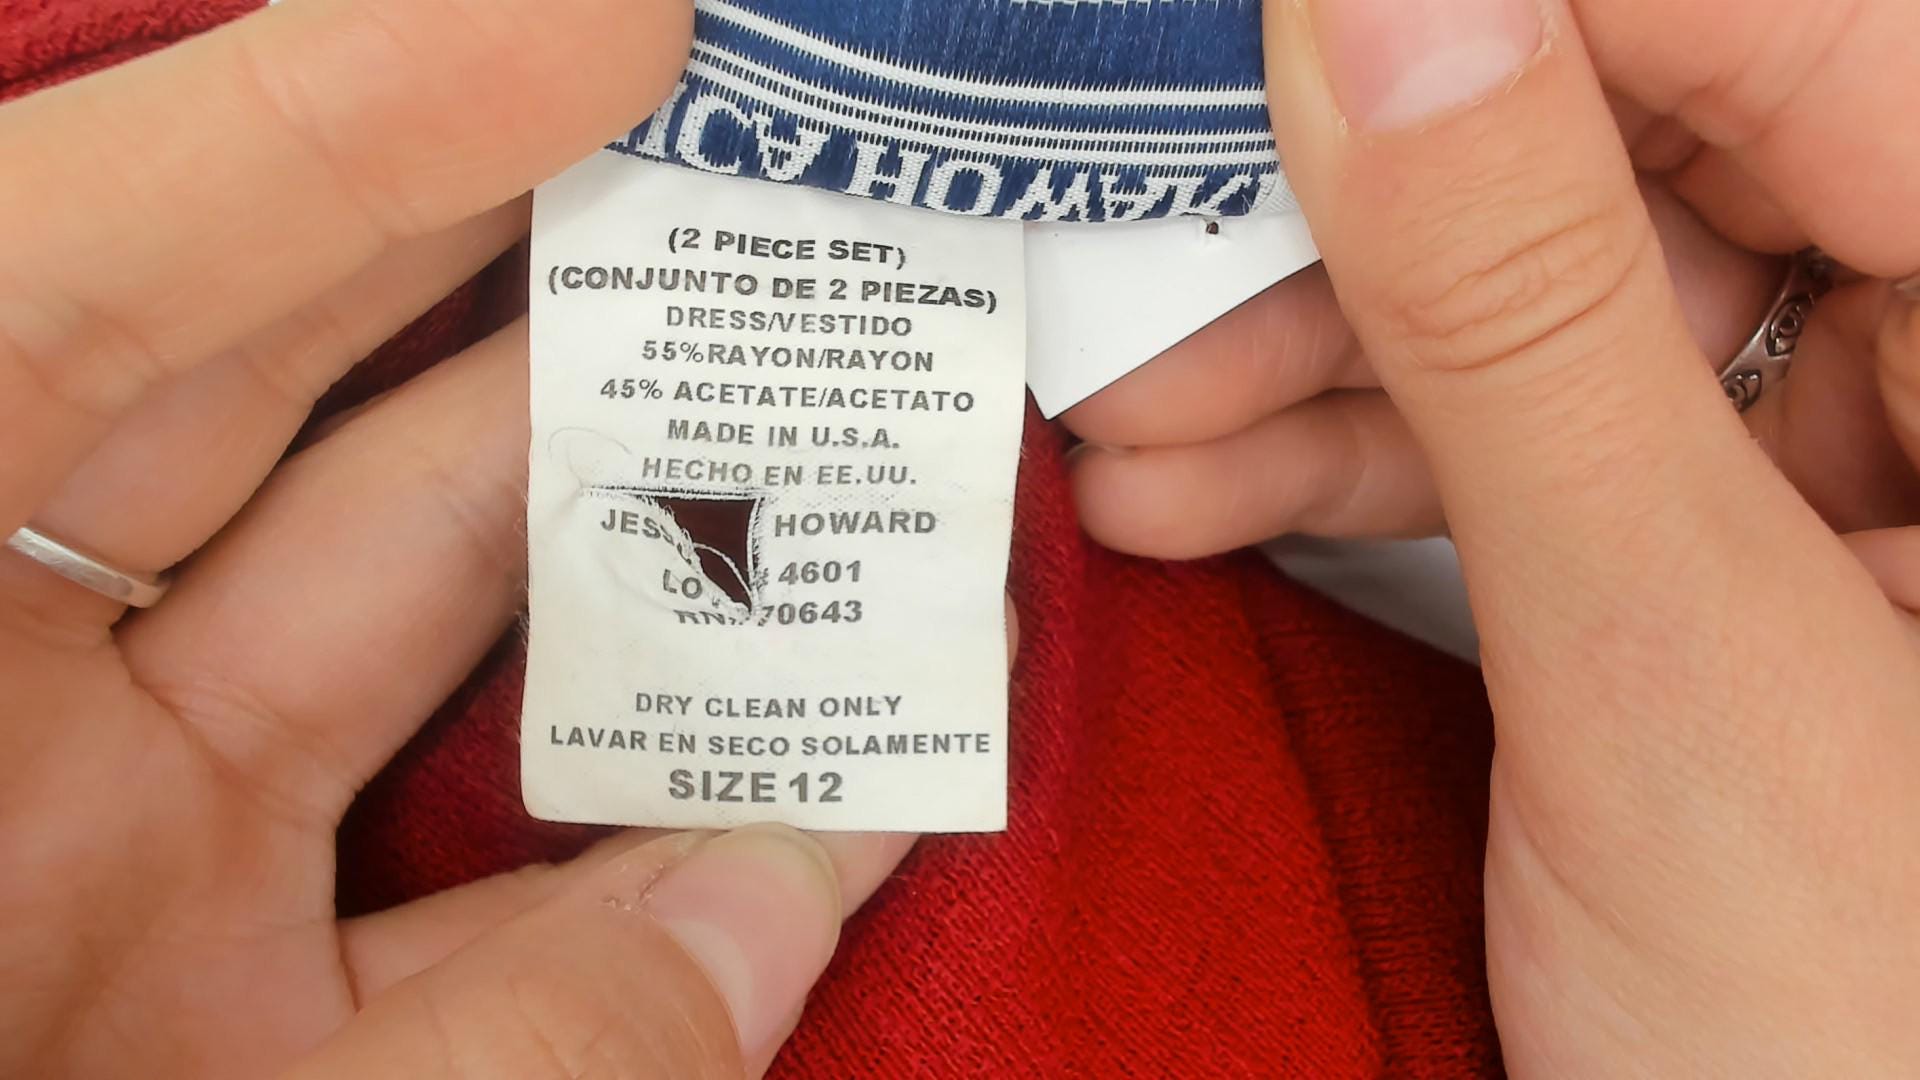 (2 PIECE SET)
(CONJUNTO DE 2 PIEZAS)
DRESS/VESTIDO
55%RAYON/RAYON
45% ACETATE/ACETATO
MADE IN U.S.A.
HECHO EN EE.UU.
HOWARD
4601
70643
DRY CLEAN ONLY
LAVAR EN SECO SOLAMENTE
SIZE 12